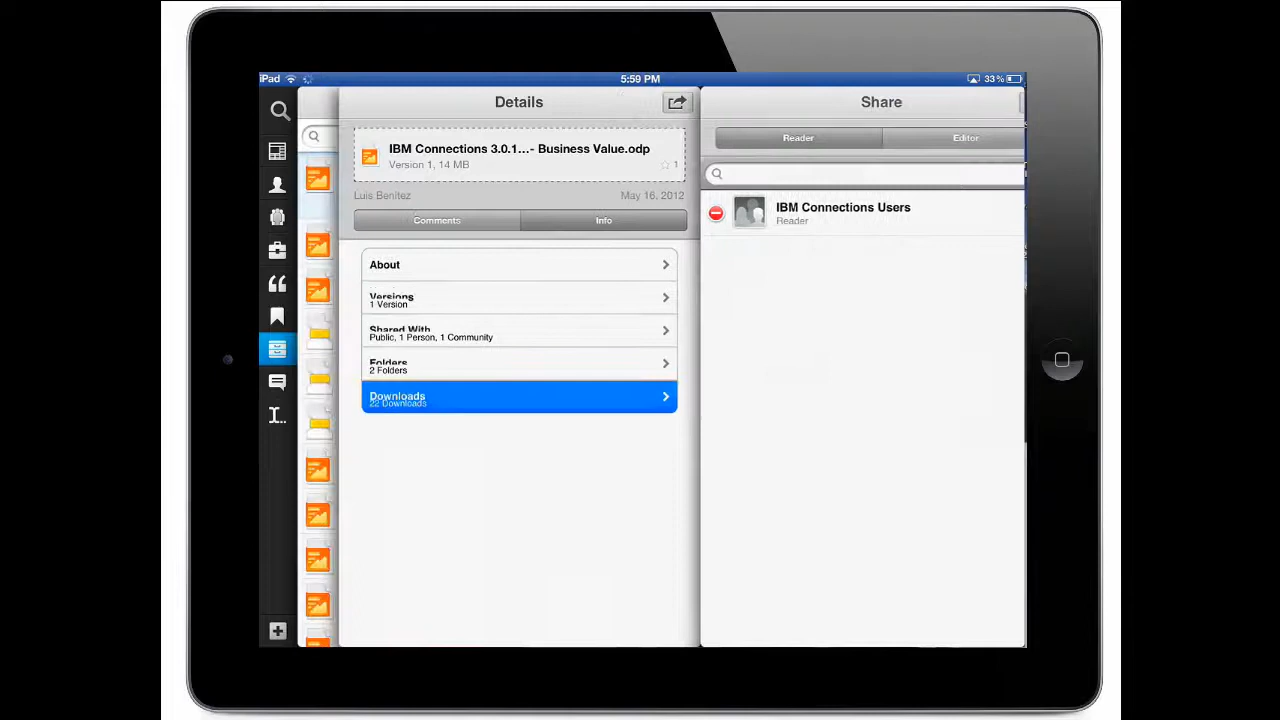 iPad
5:59 PM
33%
Details
Share
IBM Connections 3.0.1...- Business Value.odp
Version 1, 14 MB
1
Luis Benitez
May 16, 2012
Comments
Info
About
Versions
1 Version
Shared With
Public, 1 Person, 1 Community
Folders
2 Folders
Downloads
22 Downloads
Reader
Editor
IBM Connections Users
Reader